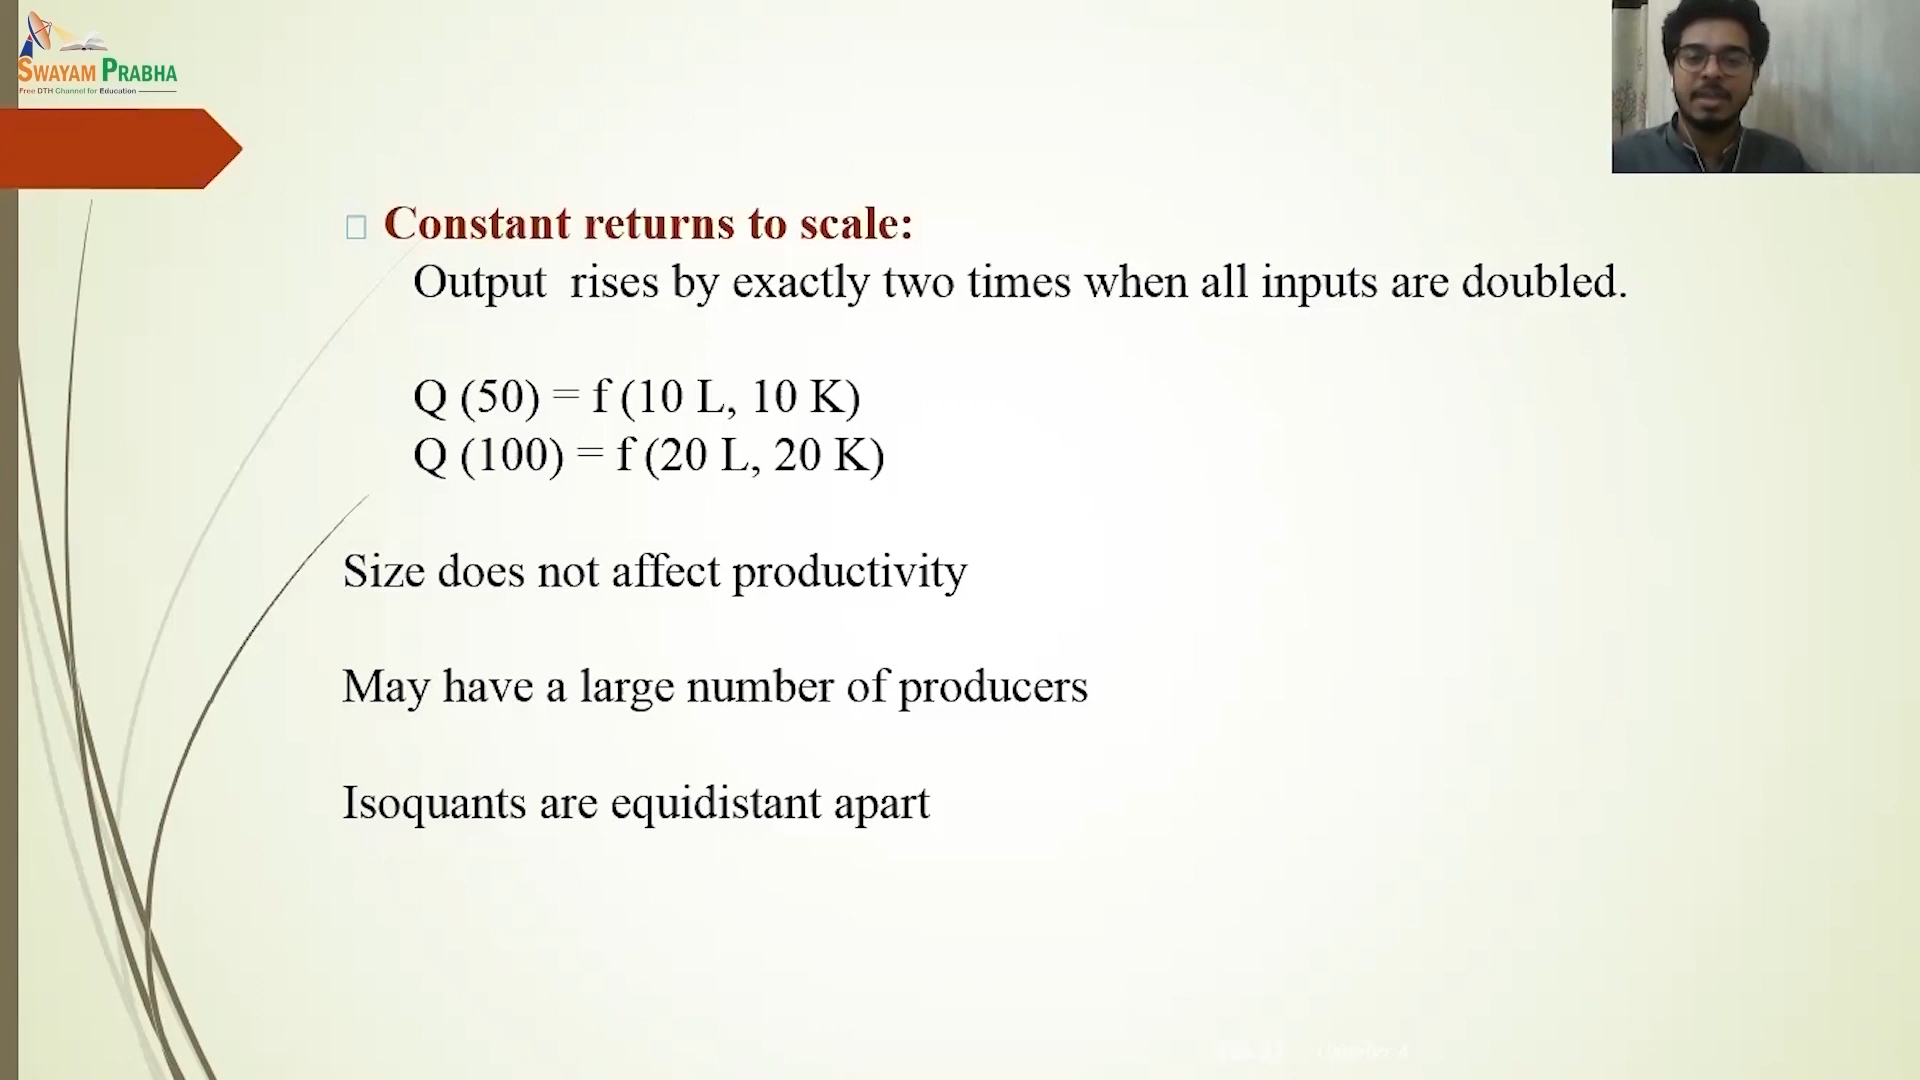 SWAYAM PRABHA
Free DTH Channel for Education
Constant returns to scale:
Output rises by exactly two times when all inputs are doubled.
Q (50) = f (10 L, 10 K)
Q (100) = f (20 L, 20 K)
Size does not affect productivity
May have a large number of producers
Isoquants are equidistant apart